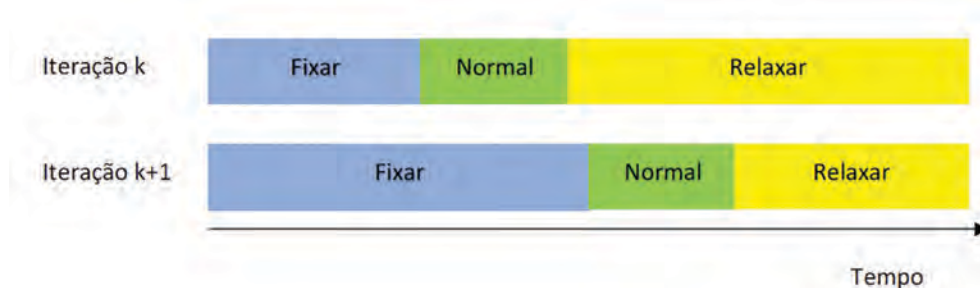 Iteração k Fixar Normal Relaxar
Iteração k+1 Fixar Normal Relaxar
Tempo